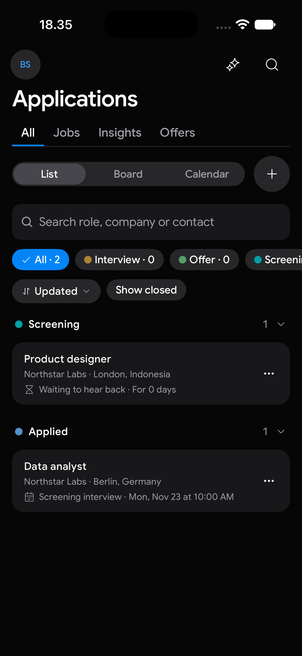 18.35
BS
Applications
All Jobs Insights Offers
List Board Calendar
Search role, company or contact
All · 2 Interview · 0 Offer · 0 Screeni
Updated Show closed
Screening 1
Product designer
Northstar Labs · London, Indonesia
Waiting to hear back · For 0 days
Applied 1
Data analyst
Northstar Labs · Berlin, Germany
Screening interview · Mon, Nov 23 at 10:00 AM